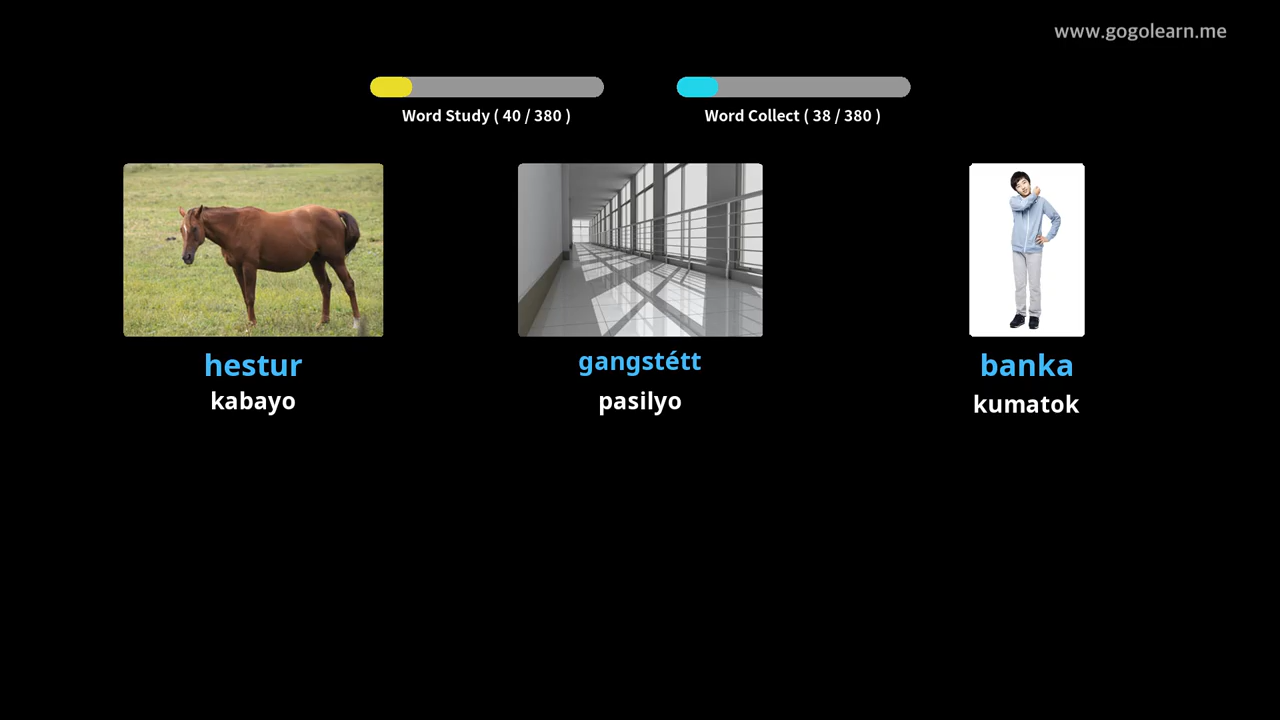 www.gogolearn.me
Word Study ( 40 / 380 )
Word Collect ( 38 / 380 )
hestur
kabayo
gangstétt
pasilyo
banka
kumatok